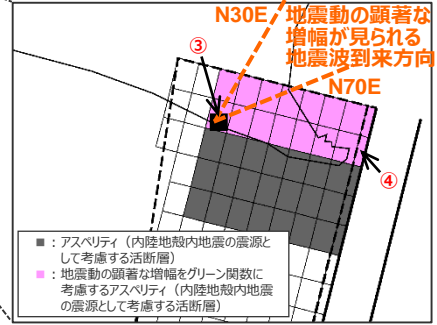 N30E 地震動の顕著な
増幅が見られる
地震波到来方向
N70E
③
④
■ : アスペリティ（内陸地殻内地震の震源と
して考慮する活断層）
■ : 地震動の顕著な増幅をグリーン関数に
考慮するアスペリティ（内陸地殻内地震
の震源として考慮する活断層）